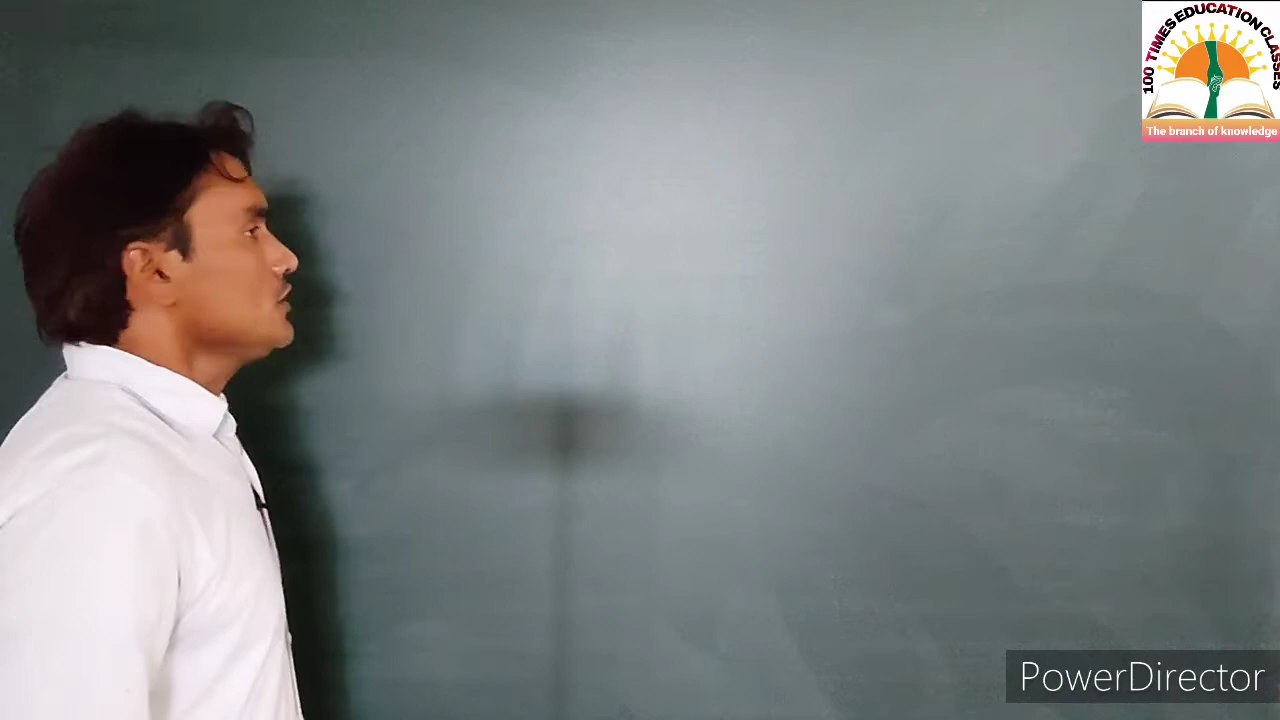 100 TIMES EDUCATION CLASSES
The branch of knowledge
PowerDirector